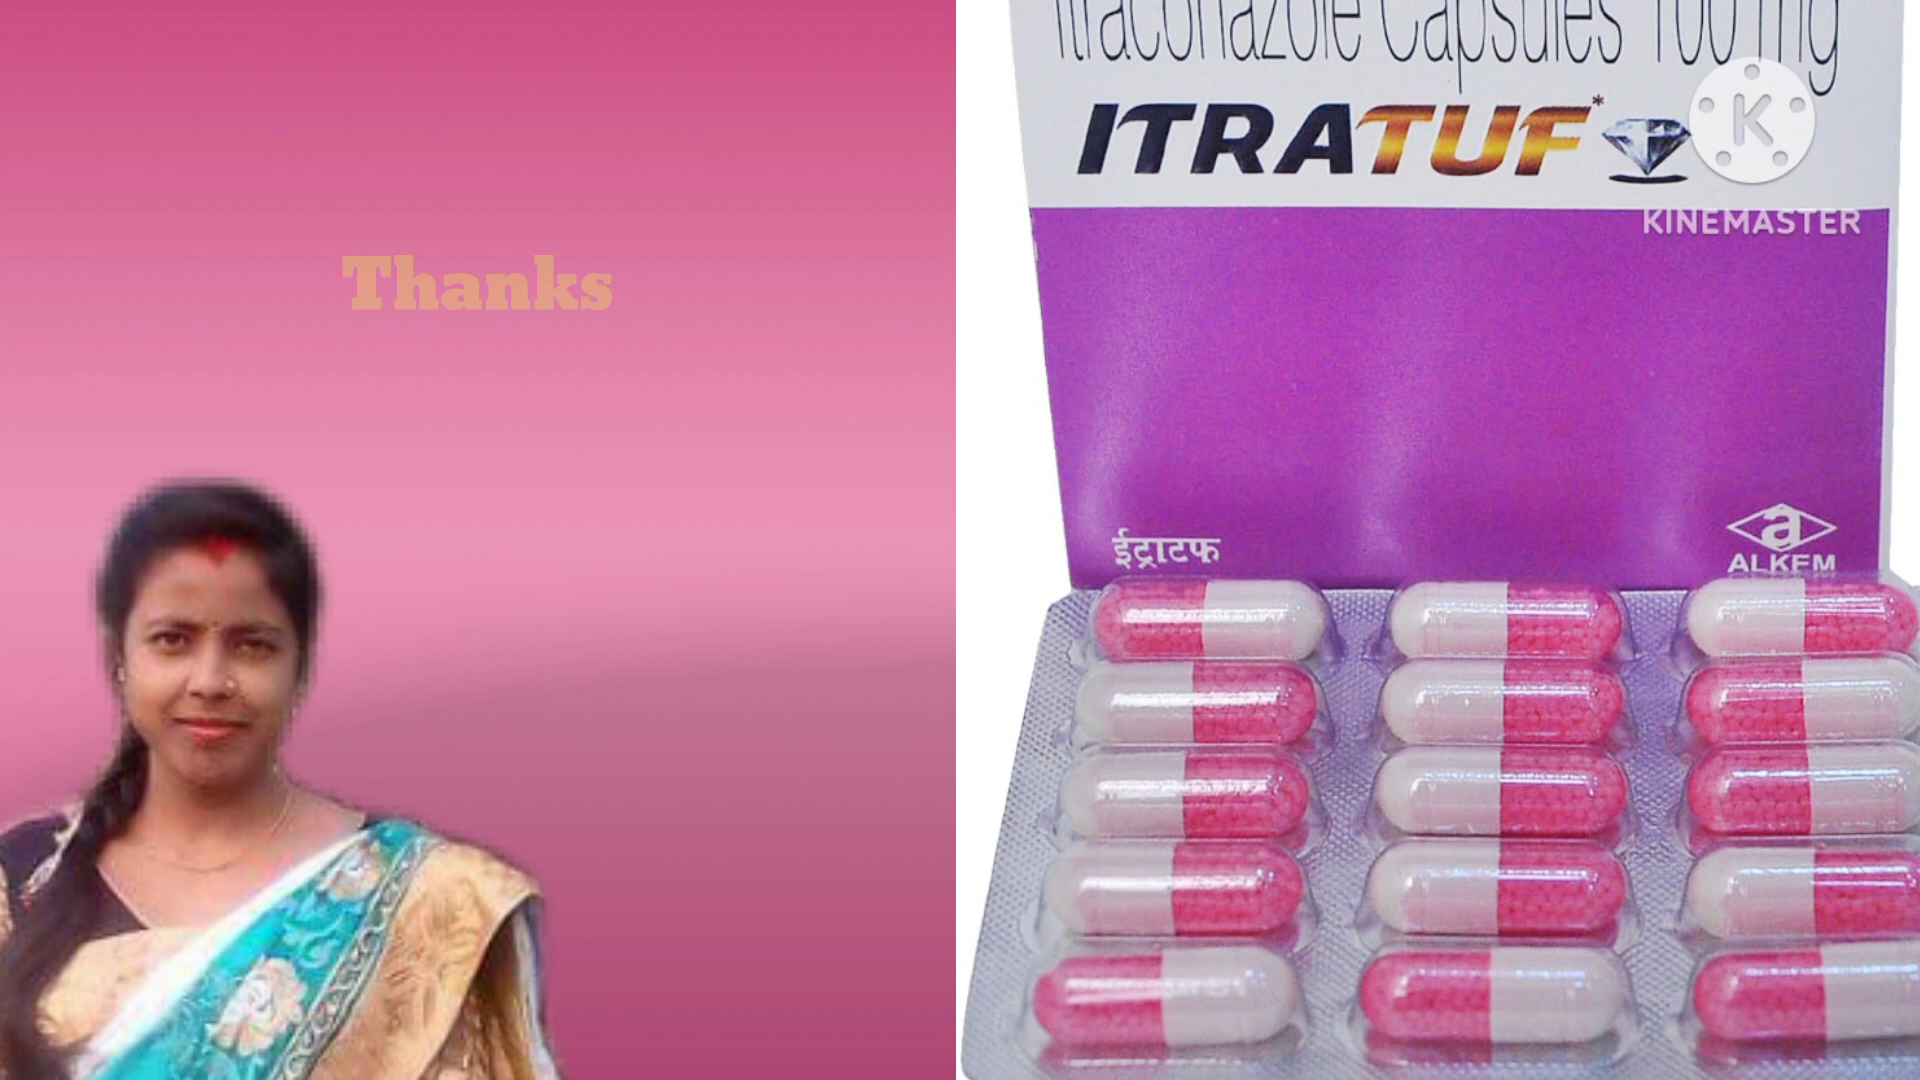 Thanks
Itraconazole Capsules 100 mg
ITRATUF*
K
KINEMASTER
ईट्राटफ
a
ALKEM